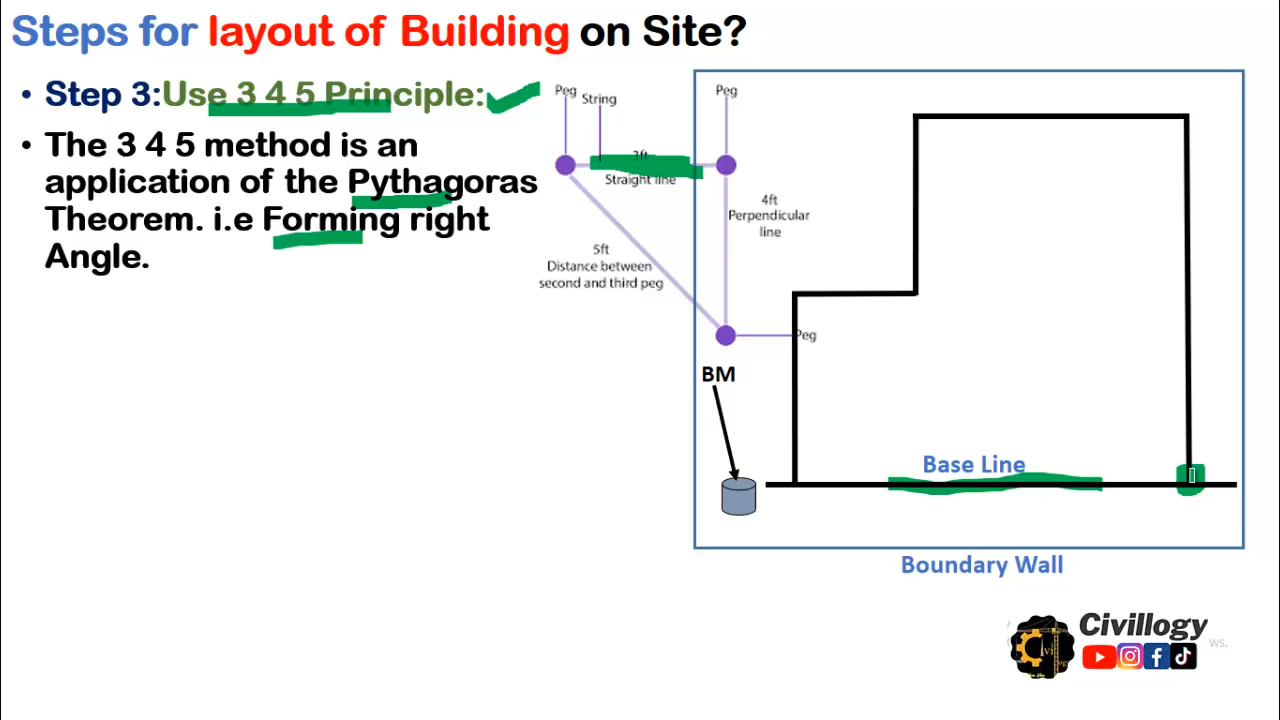 Steps for layout of Building on Site?
• Step 3:Use 3 4 5 Principle:
• The 3 4 5 method is an
application of the Pythagoras
Theorem. i.e Forming right
Angle.
Peg
String
Peg
3ft
Straight line
4ft
Perpendicular
line
5ft
Distance between
second and third peg
Peg
BM
Base Line
Boundary Wall
Civillogy
ws.